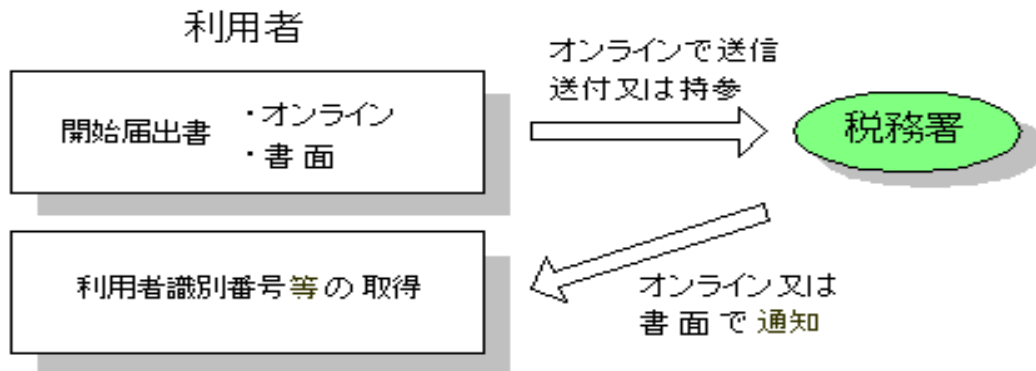 利用者
開始届出書
・オンライン
・書面
オンラインで送信
送付又は持参
税務署
利用者識別番号等の取得
オンライン又は
書面で通知